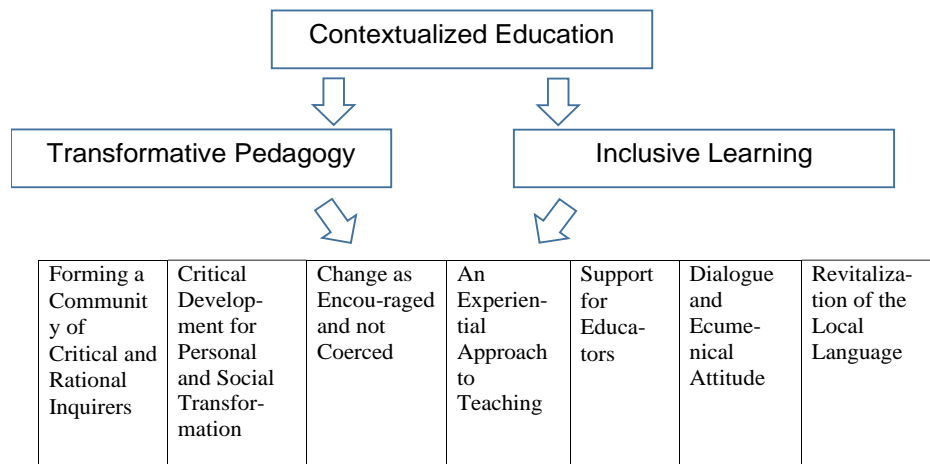 Contextualized Education
Transformative Pedagogy
Inclusive Learning
Forming a
Communit
y of
Critical and
Rational
Inquirers
Critical
Develop-
ment for
Personal
and Social
Transfor-
mation
Change as
Encou-raged
and not
Coerced
An
Experien-
tial
Approach
to
Teaching
Support
for
Educa-
tors
Dialogue
and
Ecume-
nical
Attitude
Revitaliza-
tion of the
Local
Language